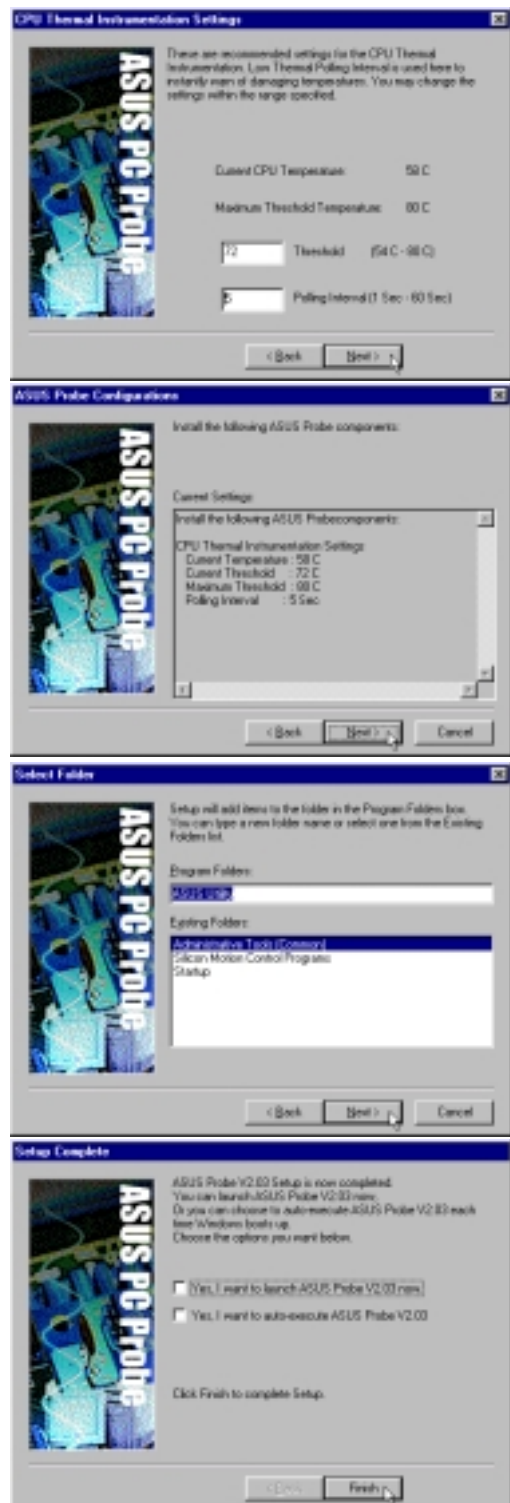 CPU Thermal Instrumentation Settings
ASUS PC Probe
These are recommended settings for the CPU Thermal
Instrumentation. Low Thermal Polling Interval is used here to
instantly warn of damaging temperatures. You may change the
settings within the range specified.
Current CPU Temperature: 58 C
Maximum Threshold Temperature: 80 C
72 Threshold (54 C - 80 C)
5 Polling Interval (1 Sec - 60 Sec)
< Back Next >
ASUS Probe Configurations
ASUS PC Probe
Install the following ASUS Probe components:
Current Settings:
Install the following ASUS Probecomponents:
CPU Thermal Instrumentation Settings
Current Temperature : 58 C
Current Threshold : 72 C
Maximum Threshold : 80 C
Polling Interval : 5 Sec
< Back Next > Cancel
Select Folder
ASUS PC Probe
Setup will add items to the folder in the Program Folders box.
You can type a new folder name or select one from the Existing
Folders list.
Program Folders:
ASUS Utility
Existing Folders:
Administrative Tools (Common)
Silicon Motion Control Programs
Startup
< Back Next > Cancel
Setup Complete
ASUS PC Probe
ASUS Probe V2.03 Setup is now completed.
You can launch ASUS Probe V2.03 now.
Or you can choose to auto-execute ASUS Probe V2.03 each
time Windows boots up.
Choose the options you want below.
Yes, I want to launch ASUS Probe V2.03 now.
Yes, I want to auto-execute ASUS Probe V2.03
Click Finish to complete Setup.
< Back Finish